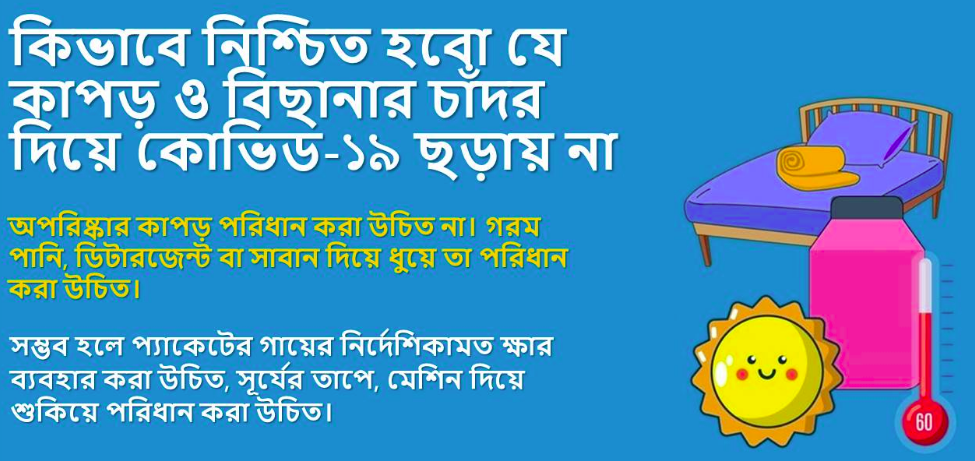 কিভাবে নিশ্চিত হবো যে
কাপড় ও বিছানার চাঁদর
দিয়ে কোভিড-১৯ ছড়ায় না
অপরিষ্কার কাপড় পরিধান করা উচিত না। গরম
পানি, ডিটারজেন্ট বা সাবান দিয়ে ধুয়ে তা পরিধান
করা উচিত।
সম্ভব হলে প্যাকেটের গায়ের নির্দেশিকামত ক্ষার
ব্যবহার করা উচিত, সূর্যের তাপে, মেশিন দিয়ে
শুকিয়ে পরিধান করা উচিত।
60